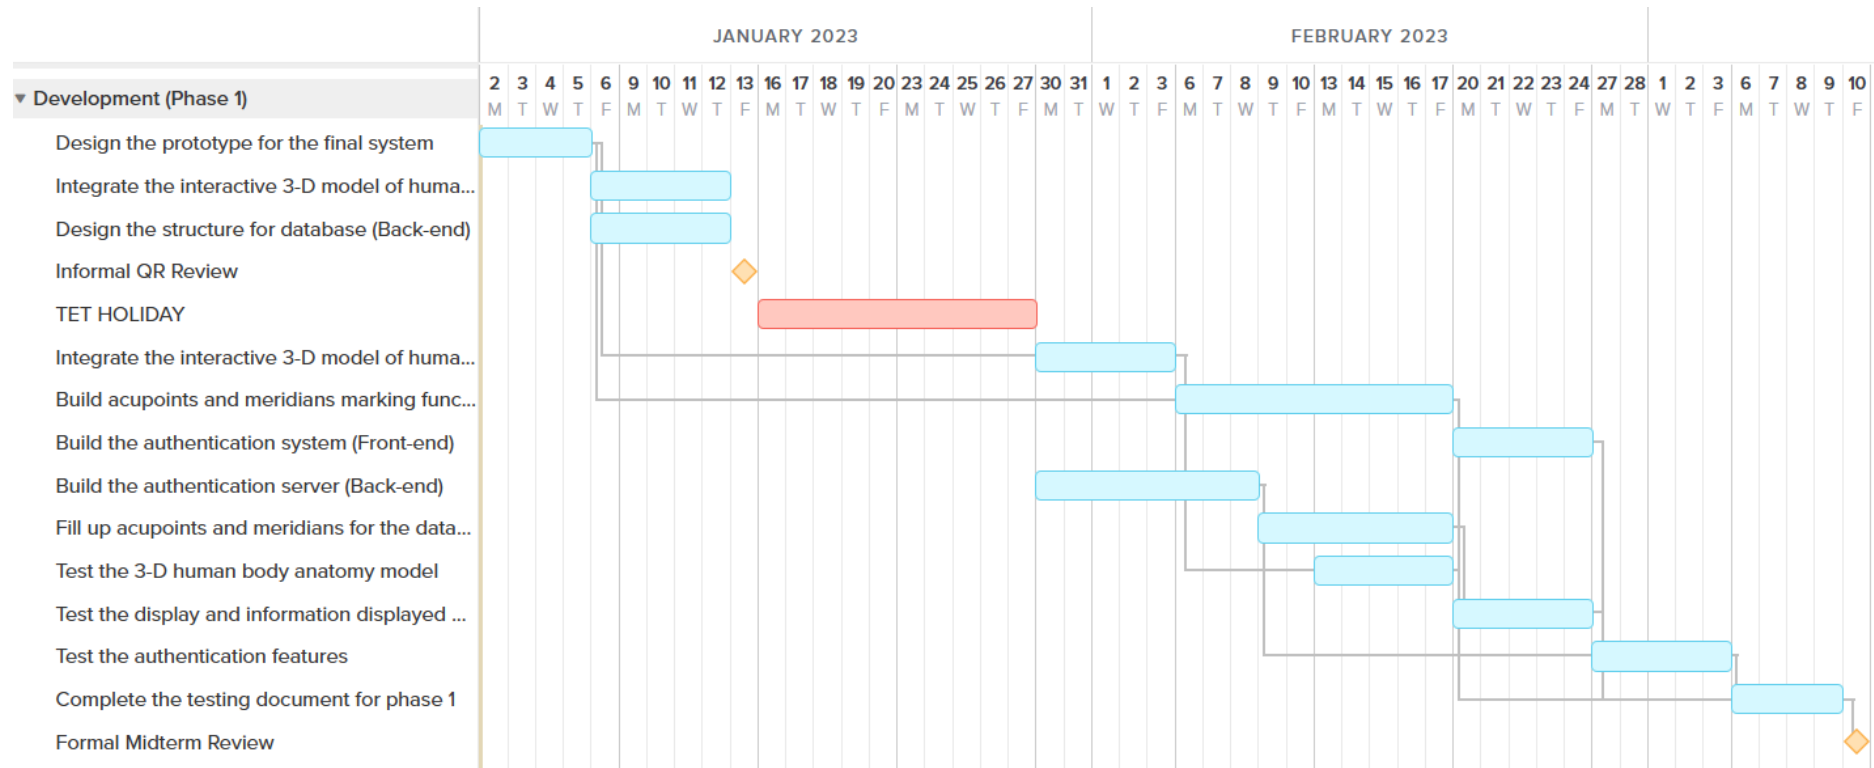 JANUARY 2023 FEBRUARY 2023
2 3 4 5 6 9 10 11 12 13 16 17 18 19 20 23 24 25 26 27 30 31 1 2 3 6 7 8 9 10 13 14 15 16 17 20 21 22 23 24 27 28 1 2 3 6 7 8 9 10
M T W T F M T W T F M T W T F M T W T F M T W T F M T W T F M T W T F M T W T F M T W T F M T W T F
Development (Phase 1)
Design the prototype for the final system
Integrate the interactive 3-D model of huma...
Design the structure for database (Back-end)
Informal QR Review
TET HOLIDAY
Integrate the interactive 3-D model of huma...
Build acupoints and meridians marking func...
Build the authentication system (Front-end)
Build the authentication server (Back-end)
Fill up acupoints and meridians for the data...
Test the 3-D human body anatomy model
Test the display and information displayed ...
Test the authentication features
Complete the testing document for phase 1
Formal Midterm Review